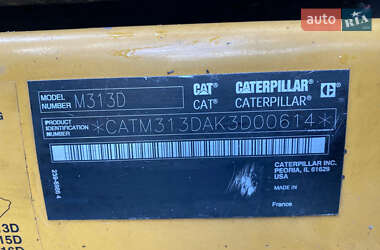 auto RIA
MODEL NUMBER M313D
CAT CATERPILLAR
CAT® CATERPILLAR®
PRODUCT IDENTIFICATION NUMBER *CATM313DAK3D00614*
CATERPILLAR INC.
PEORIA, IL 61629
USA
MADE IN
France
313D
15D